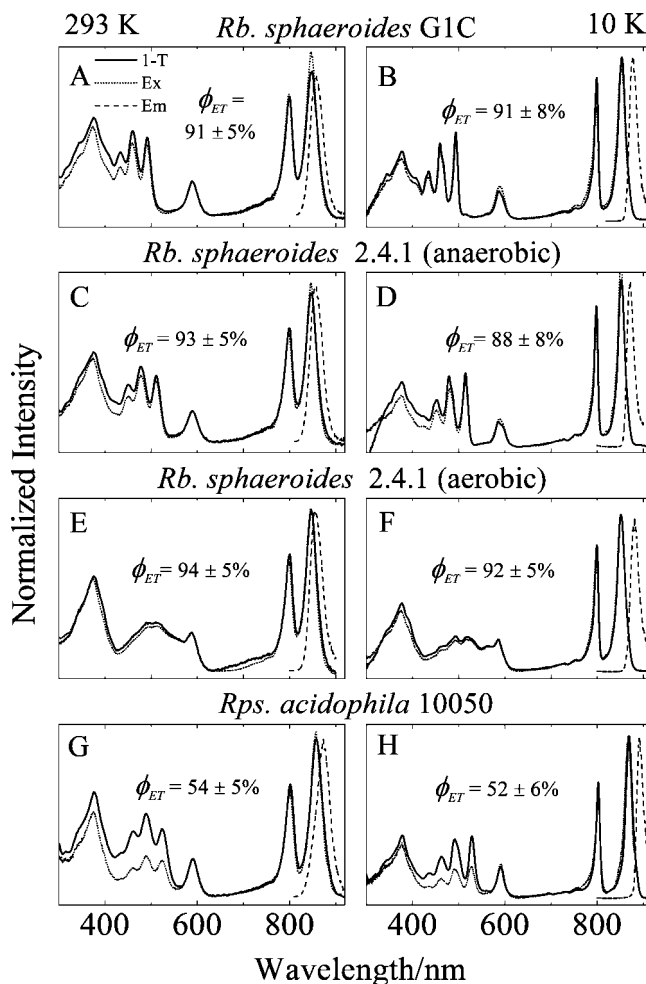 293 K Rb. sphaeroides G1C 10 K
A
1-T
Ex
Em
ϕET =
91 ± 5%
B
ϕET = 91 ± 8%
Rb. sphaeroides 2.4.1 (anaerobic)
C
ϕET = 93 ± 5%
D
ϕET = 88 ± 8%
Rb. sphaeroides 2.4.1 (aerobic)
E
ϕET = 94 ± 5%
F
ϕET = 92 ± 5%
Rps. acidophila 10050
G
ϕET = 54 ± 5%
H
ϕET = 52 ± 6%
Normalized Intensity
400 600 800 400 600 800
Wavelength/nm